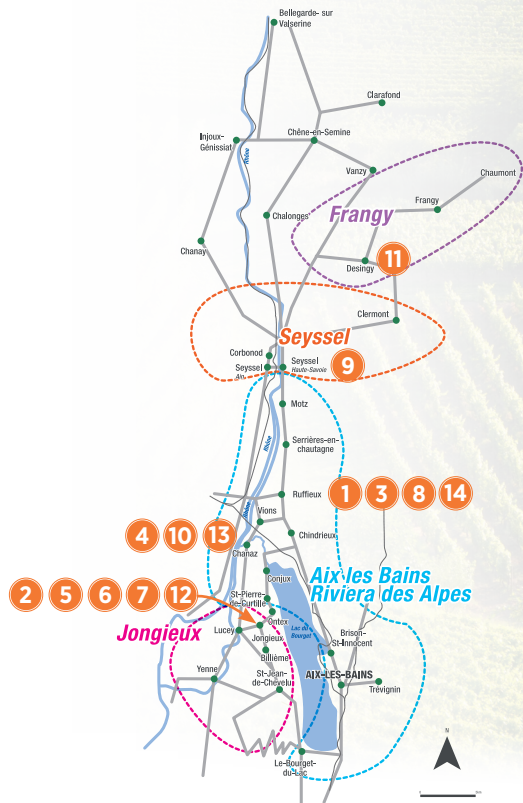 Bellegarde- sur
Valserine
Clarafond
Injoux-
Génissiat
Chêne-en-Semine
Rhône
Vanzy
Chaumont
Frangy
Chalonges
Frangy
Chanay
Desingy
11
Clermont
Seyssel
Corbonod
Seyssel
Ain
Seyssel
Haute-Savoie
9
Motz
Rhône
Serrières-en-
chautagne
Ruffieux
1 3 8 14
Rhône
Vions
4 10 13
Chindrieux
Chanaz
Conjux
Aix les Bains
Riviera des Alpes
2 5 6 7 12
St-Pierre-
de-Curtille
Ontex
Jongieux
Lucey
Jongieux
Lac du
Bourget
Brison-
St-Innocent
Billième
Yenne
St-Jean-
de-Chevelu
AIX-LES-BAINS
Trévignin
N
Le-Bourget-
du-Lac